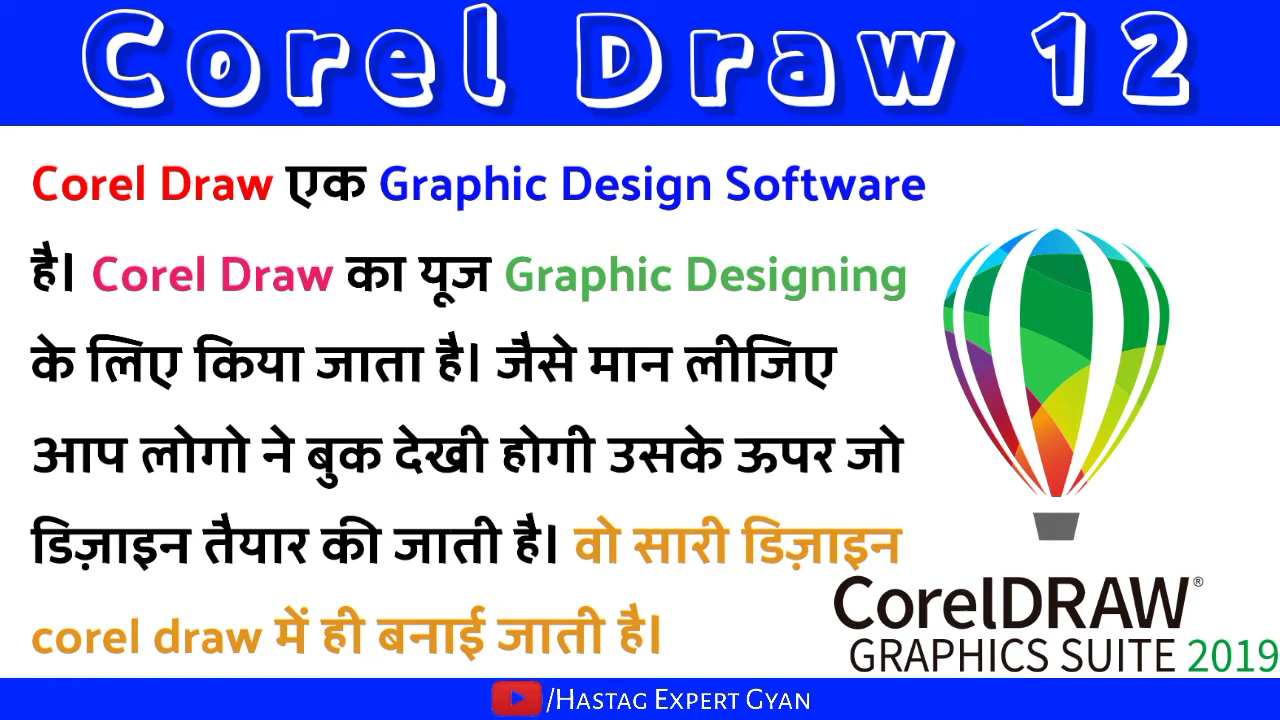 Corel Draw 12
Corel Draw एक Graphic Design Software
है। Corel Draw का यूज Graphic Designing
के लिए किया जाता है। जैसे मान लीजिए
आप लोगो ने बुक देखी होगी उसके ऊपर जो
डिज़ाइन तैयार की जाती है। वो सारी डिज़ाइन
corel draw में ही बनाई जाती है।
CorelDRAW®
GRAPHICS SUITE 2019
/Hastag Expert Gyan